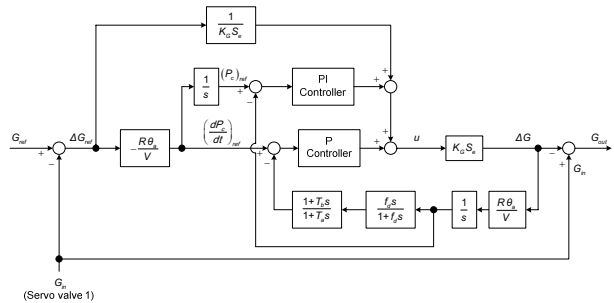 1
K_G S_e
1
s
(P_c)_ref
PI
Controller
G_ref
ΔG_ref
− Rθ_a
V
(dP_c
dt)_ref
P
Controller
u
K_G S_e
ΔG
G_out
G_in
1+T_b s
1+T_a s
f_d s
1+f_d s
1
s
Rθ_a
V
G_in
(Servo valve 1)
+
−
+
−
+
−
+
+
+
+
−
+